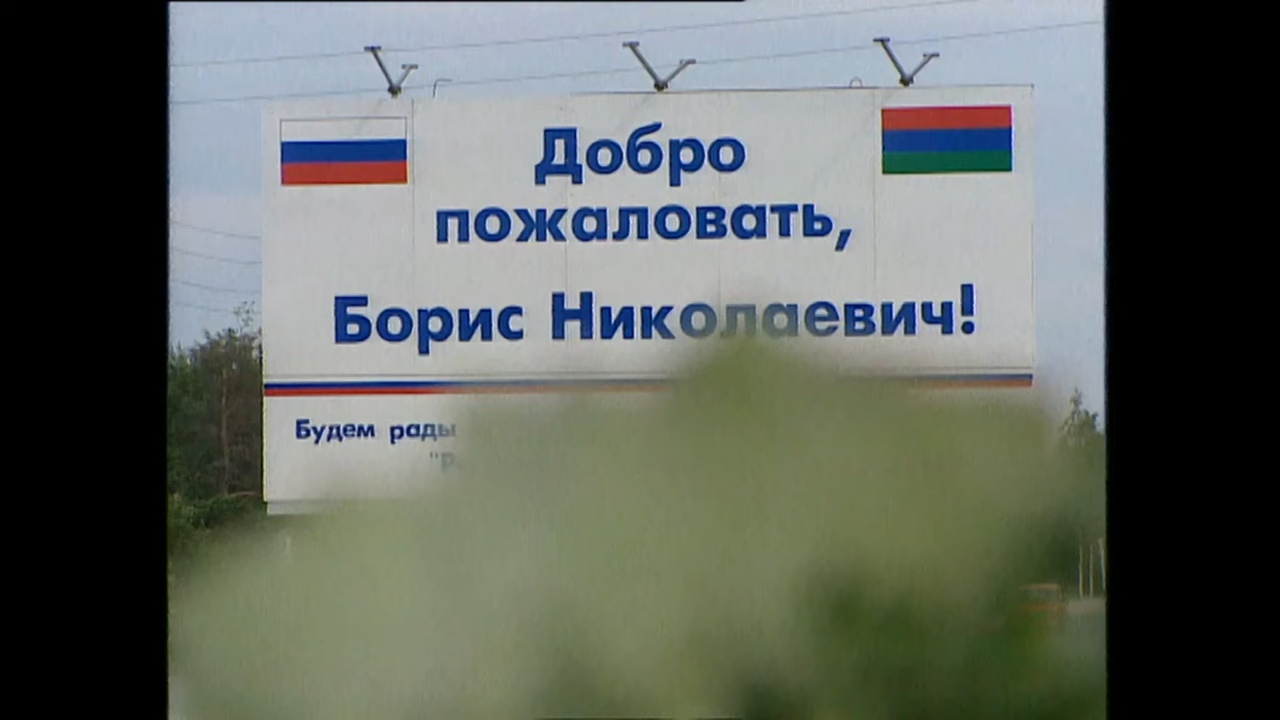 Добро
пожаловать,
Борис Николаевич!
Будем рады